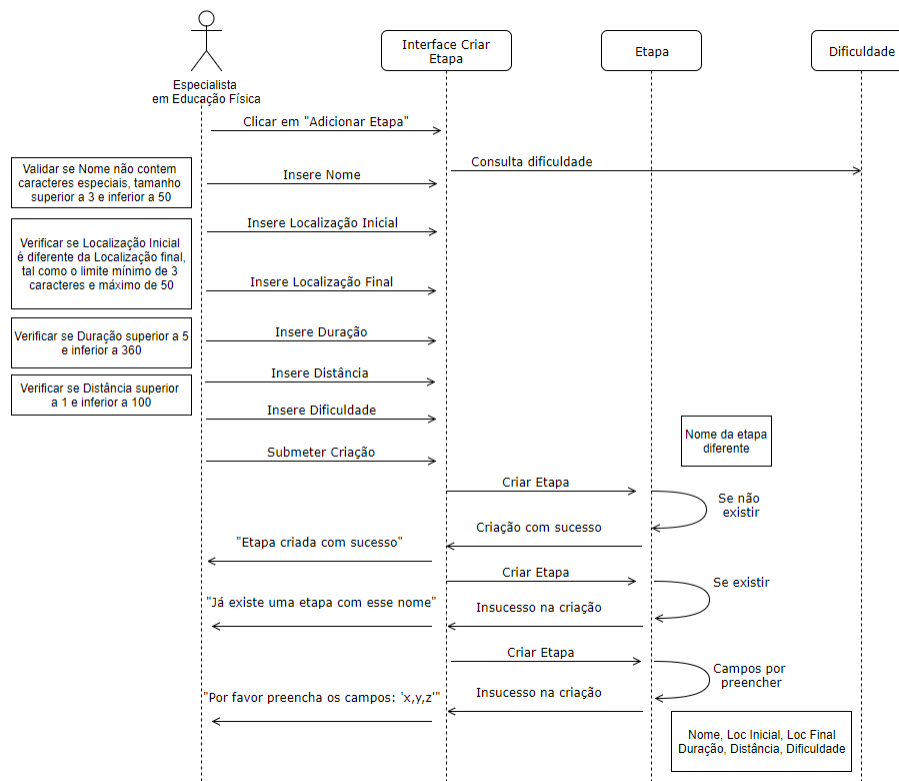 Especialista
em Educação Física
Interface Criar
Etapa
Etapa
Dificuldade
Clicar em "Adicionar Etapa"
Consulta dificuldade
Validar se Nome não contem
caracteres especiais, tamanho
superior a 3 e inferior a 50
Insere Nome
Insere Localização Inicial
Verificar se Localização Inicial
é diferente da Localização final,
tal como o limite mínimo de 3
caracteres e máximo de 50
Insere Localização Final
Insere Duração
Verificar se Duração superior a 5
e inferior a 360
Insere Distância
Verificar se Distância superior
a 1 e inferior a 100
Insere Dificuldade
Submeter Criação
Nome da etapa
diferente
Criar Etapa
Se não
existir
Criação com sucesso
"Etapa criada com sucesso"
Criar Etapa
Se existir
"Já existe uma etapa com esse nome"
Insucesso na criação
Criar Etapa
Campos por
preencher
Insucesso na criação
"Por favor preencha os campos: 'x,y,z'"
Nome, Loc Inicial, Loc Final
Duração, Distância, Dificuldade